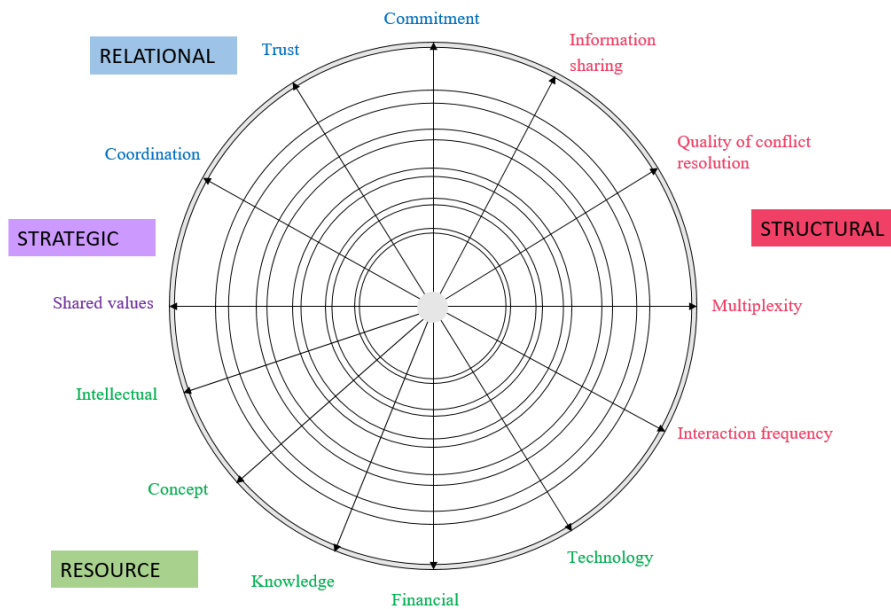 Commitment
RELATIONAL
Trust
Information
sharing
Coordination
Quality of conflict
resolution
STRATEGIC
STRUCTURAL
Shared values
Multiplexity
Intellectual
Interaction frequency
Concept
Technology
RESOURCE
Knowledge
Financial